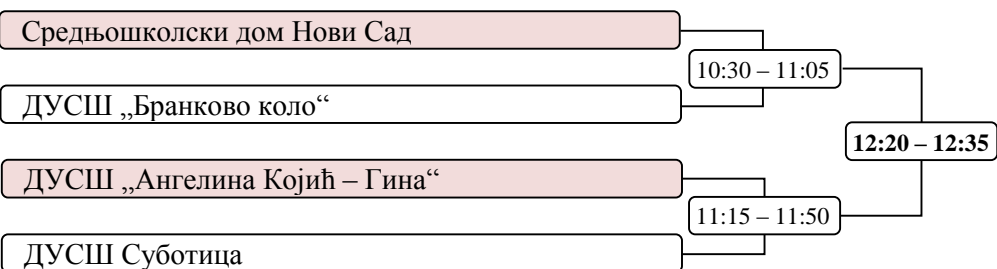 Средњошколски дом Нови Сад
10:30 – 11:05
ДУСШ „Бранково коло“
12:20 – 12:35
ДУСШ „Ангелина Којић – Гина“
11:15 – 11:50
ДУСШ Суботица